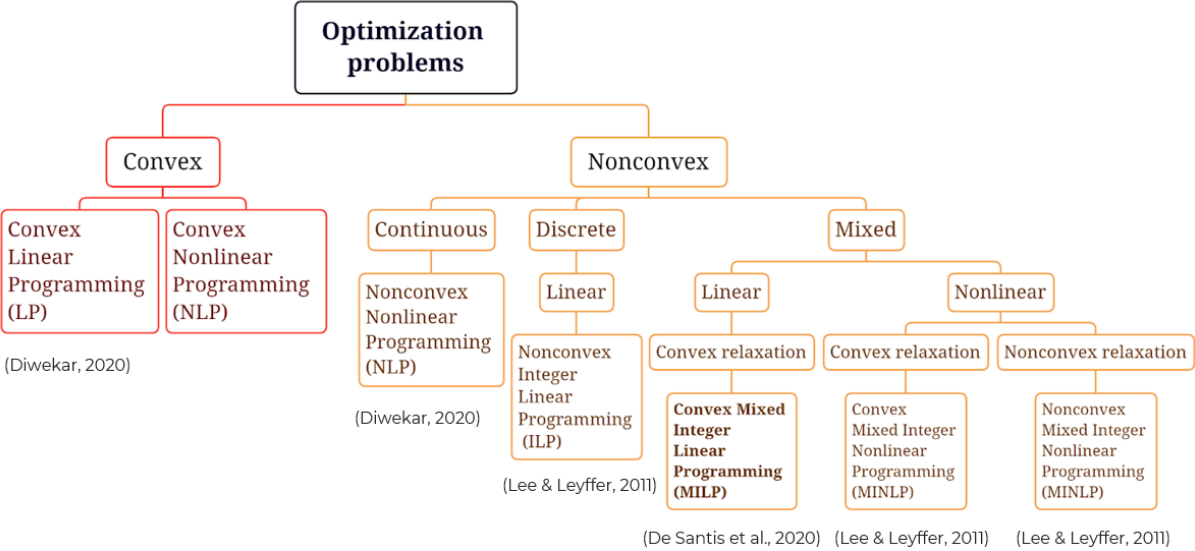 Optimization
problems
Convex
Nonconvex
Convex
Linear
Programming
(LP)
Convex
Nonlinear
Programming
(NLP)
(Diwekar, 2020)
Continuous
Discrete
Mixed
Nonconvex
Nonlinear
Programming
(NLP)
(Diwekar, 2020)
Linear
Nonconvex
Integer
Linear
Programming
(ILP)
(Lee & Leyffer, 2011)
Linear
Nonlinear
Convex relaxation
Convex relaxation
Nonconvex relaxation
Convex Mixed
Integer
Linear
Programming
(MILP)
(De Santis et al., 2020)
Convex
Mixed Integer
Nonlinear
Programming
(MINLP)
(Lee & Leyffer, 2011)
Nonconvex
Mixed Integer
Nonlinear
Programming
(MINLP)
(Lee & Leyffer, 2011)